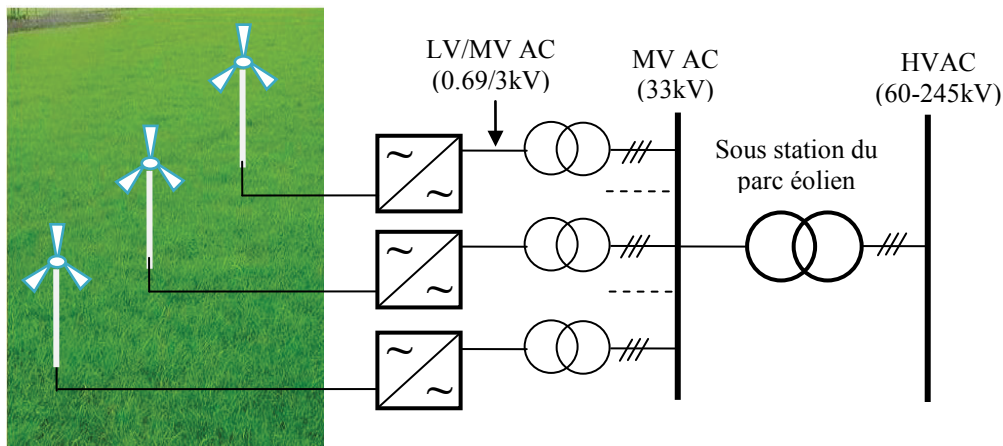 LV/MV AC
(0.69/3kV)
MV AC
(33kV)
HVAC
(60-245kV)
Sous station du
parc éolien
~
~
~
~
~
~